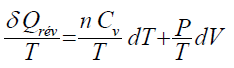 δQ_rév/T = (n C_v/T) dT + (P/T) dV